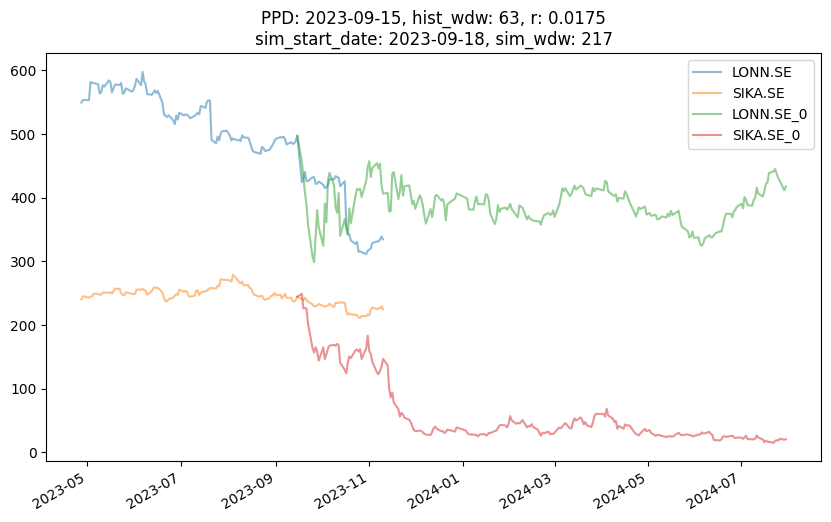 PPD: 2023-09-15, hist_wdw: 63, r: 0.0175
sim_start_date: 2023-09-18, sim_wdw: 217
LONN.SE
SIKA.SE
LONN.SE_0
SIKA.SE_0
600
500
400
300
200
100
0
2023-05
2023-07
2023-09
2023-11
2024-01
2024-03
2024-05
2024-07